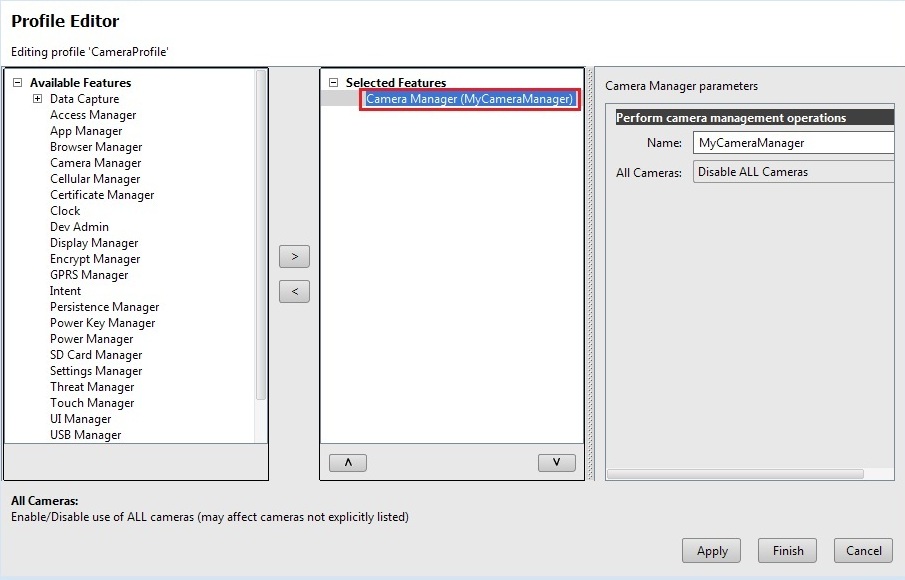 Profile Editor
Editing profile 'CameraProfile'
Available Features
Data Capture
Access Manager
App Manager
Browser Manager
Camera Manager
Cellular Manager
Certificate Manager
Clock
Dev Admin
Display Manager
Encrypt Manager
GPRS Manager
Intent
Persistence Manager
Power Key Manager
Power Manager
SD Card Manager
Settings Manager
Threat Manager
Touch Manager
UI Manager
USB Manager
>
<
Selected Features
Camera Manager (MyCameraManager)
Camera Manager parameters
Perform camera management operations
Name: MyCameraManager
All Cameras: Disable ALL Cameras
All Cameras:
Enable/Disable use of ALL cameras (may affect cameras not explicitly listed)
Apply Finish Cancel